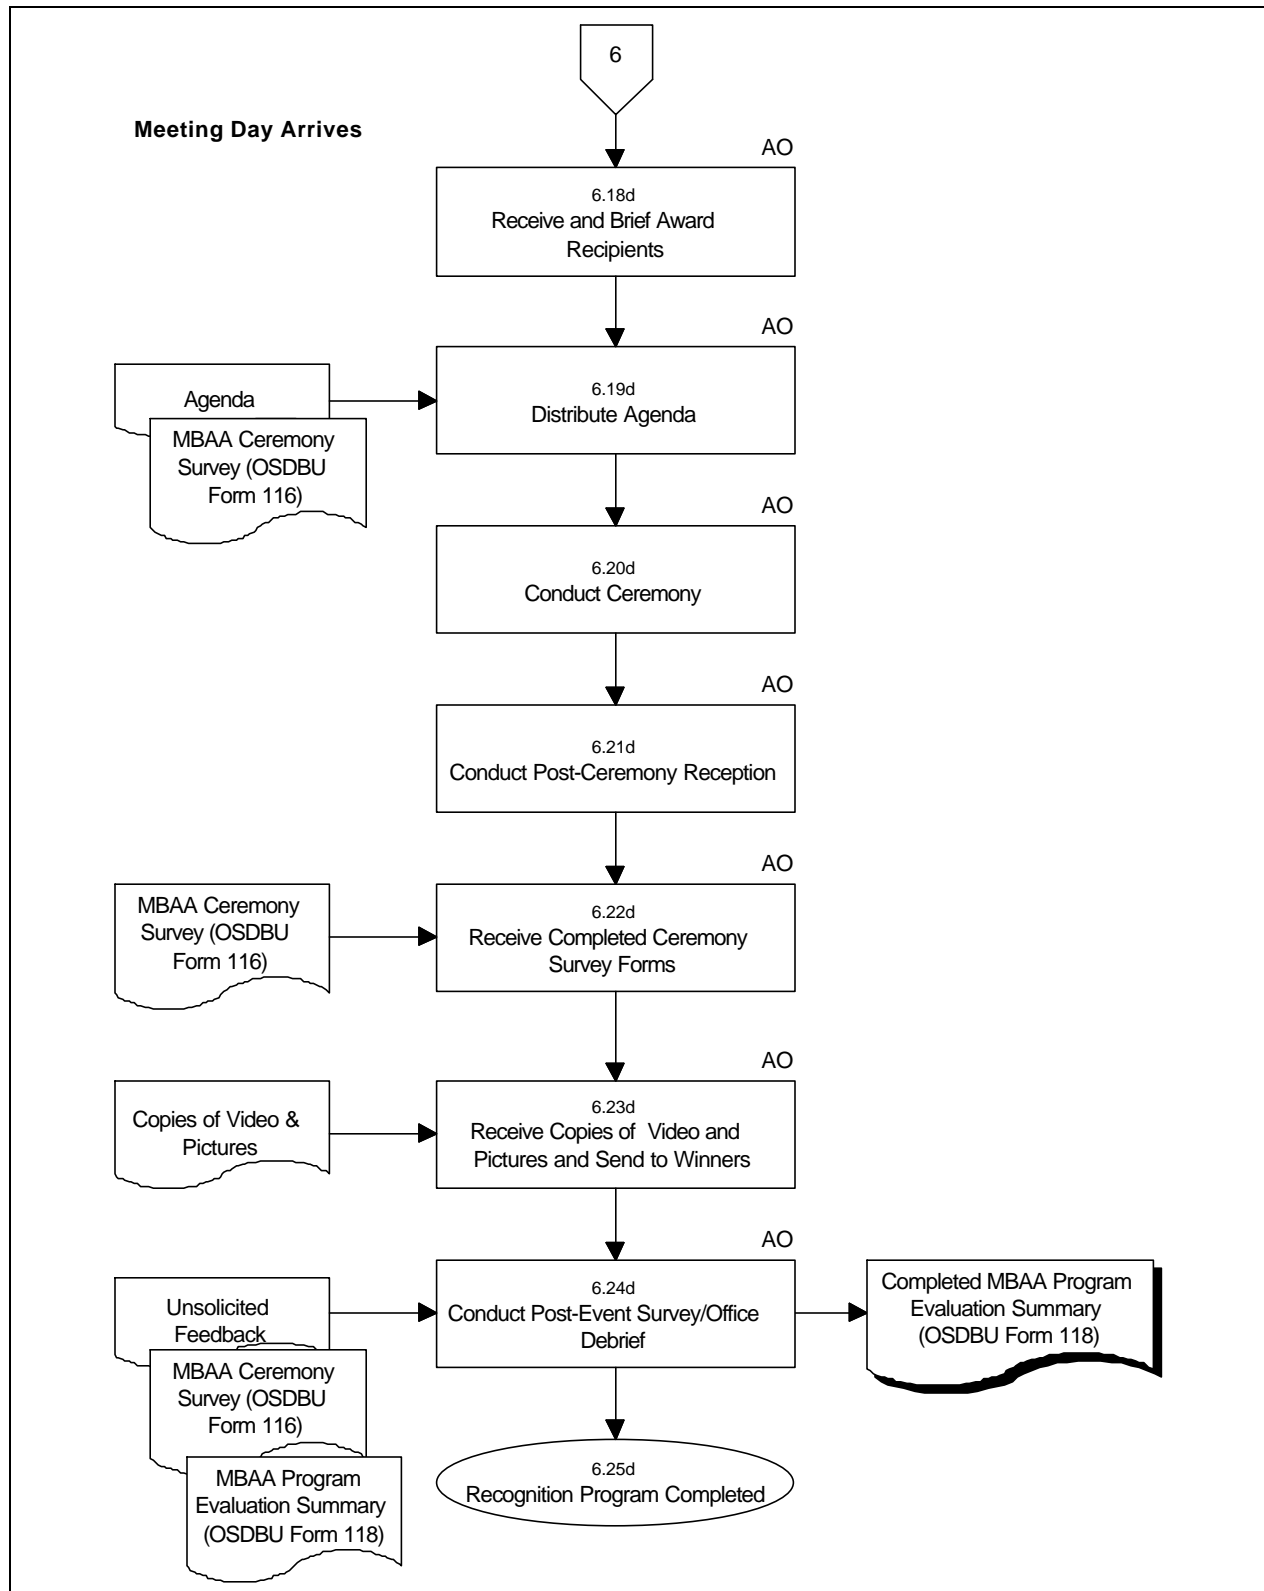 6
Meeting Day Arrives
AO
6.18d
Receive and Brief Award
Recipients
AO
6.19d
Distribute Agenda
Agenda
MBAA Ceremony
Survey (OSDBU
Form 116)
AO
6.20d
Conduct Ceremony
AO
6.21d
Conduct Post-Ceremony Reception
AO
6.22d
Receive Completed Ceremony
Survey Forms
MBAA Ceremony
Survey (OSDBU
Form 116)
AO
6.23d
Receive Copies of Video and
Pictures and Send to Winners
Copies of Video &
Pictures
AO
6.24d
Conduct Post-Event Survey/Office
Debrief
Unsolicited
Feedback
MBAA Ceremony
Survey (OSDBU
Form 116)
MBAA Program
Evaluation Summary
(OSDBU Form 118)
Completed MBAA Program
Evaluation Summary
(OSDBU Form 118)
6.25d
Recognition Program Completed